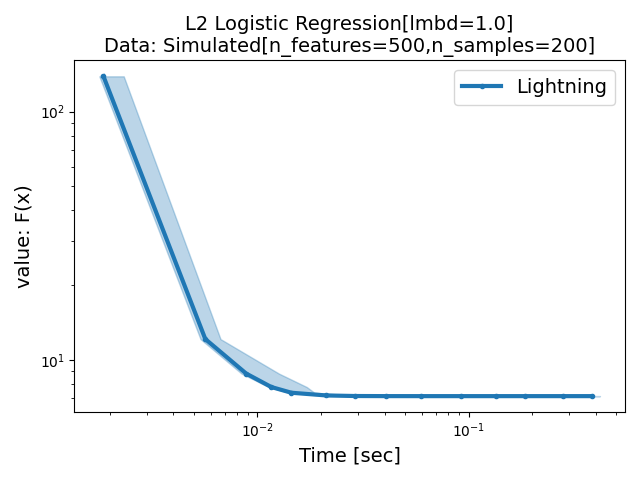 L2 Logistic Regression[lmbd=1.0]
Data: Simulated[n_features=500,n_samples=200]
Lightning
value: F(x)
10²
10¹
10⁻²
10⁻¹
Time [sec]